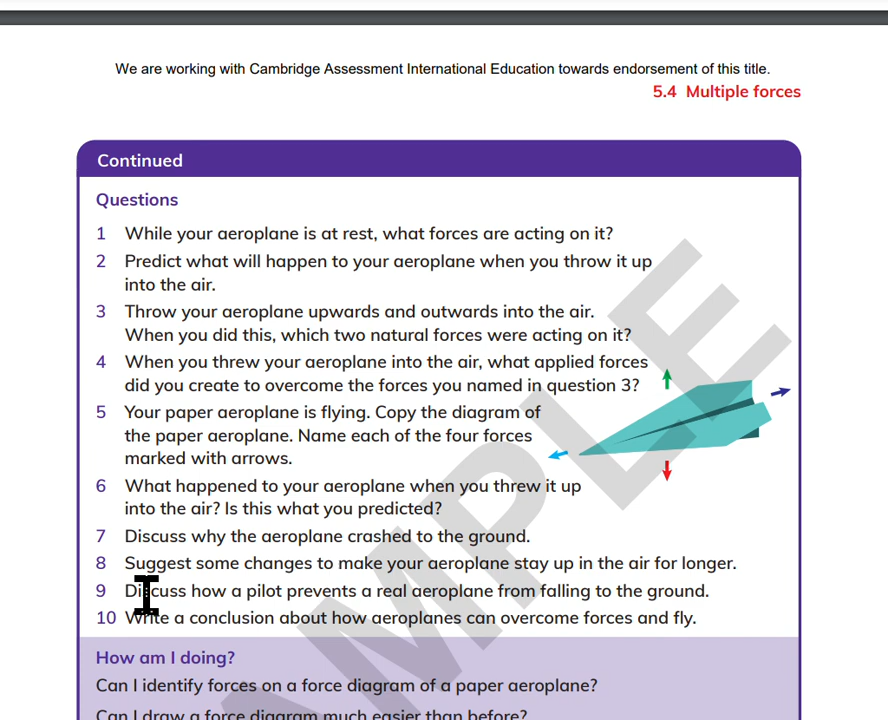 We are working with Cambridge Assessment International Education towards endorsement of this title.
5.4 Multiple forces
Continued
Questions
1 While your aeroplane is at rest, what forces are acting on it?
2 Predict what will happen to your aeroplane when you throw it up
into the air.
3 Throw your aeroplane upwards and outwards into the air.
When you did this, which two natural forces were acting on it?
4 When you threw your aeroplane into the air, what applied forces
did you create to overcome the forces you named in question 3?
5 Your paper aeroplane is flying. Copy the diagram of
the paper aeroplane. Name each of the four forces
marked with arrows.
6 What happened to your aeroplane when you threw it up
into the air? Is this what you predicted?
7 Discuss why the aeroplane crashed to the ground.
8 Suggest some changes to make your aeroplane stay up in the air for longer.
9 Discuss how a pilot prevents a real aeroplane from falling to the ground.
10 Write a conclusion about how aeroplanes can overcome forces and fly.
How am I doing?
Can I identify forces on a force diagram of a paper aeroplane?
Can I draw a force diagram much easier than before?
AMPLE